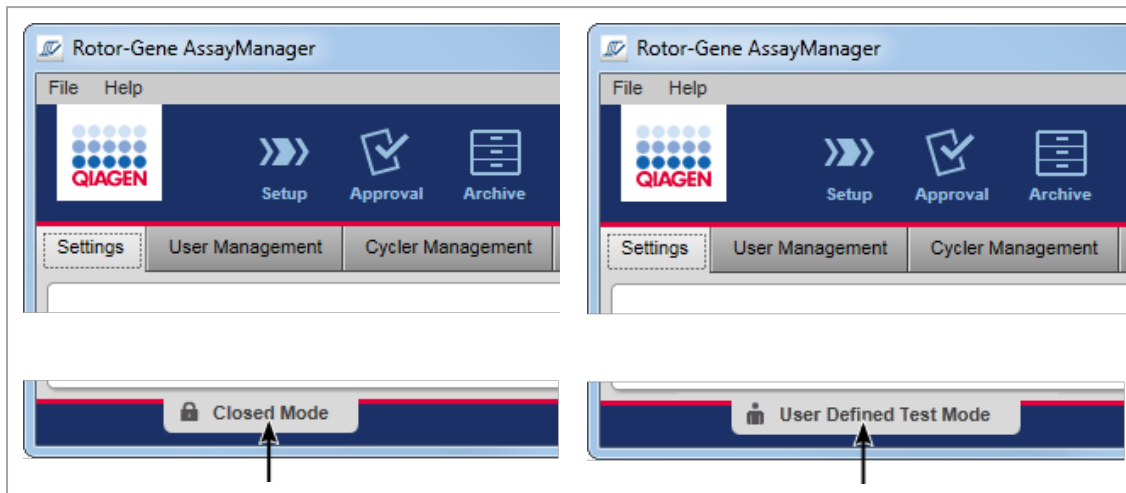 Rotor-Gene AssayManager
File Help
QIAGEN
Setup Approval Archive
Settings User Management Cycler Management
Closed Mode
Rotor-Gene AssayManager
File Help
QIAGEN
Setup Approval Archive
Settings User Management Cycler Management
User Defined Test Mode